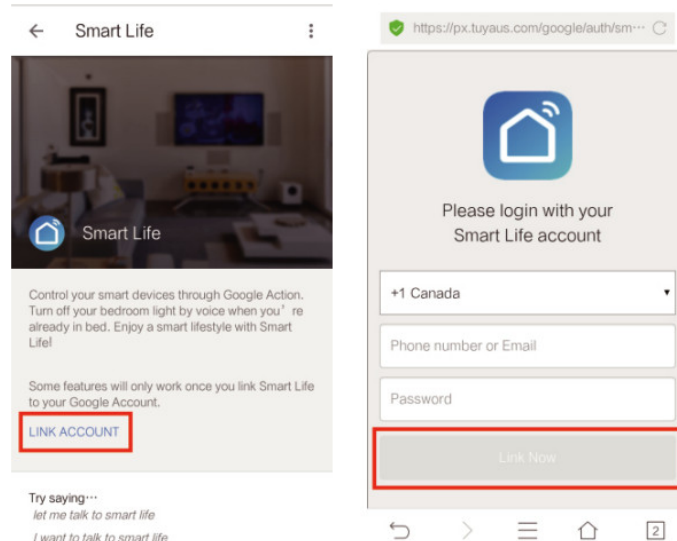 Smart Life
Smart Life
Control your smart devices through Google Action.
Turn off your bedroom light by voice when you're
already in bed. Enjoy a smart lifestyle with Smart
Life!
Some features will only work once you link Smart Life
to your Google Account.
LINK ACCOUNT
Try saying···
let me talk to smart life
I want to talk to smart life
https://px.tuyaus.com/google/auth/sm···
Please login with your
Smart Life account
+1 Canada
Phone number or Email
Password
Link Now
2